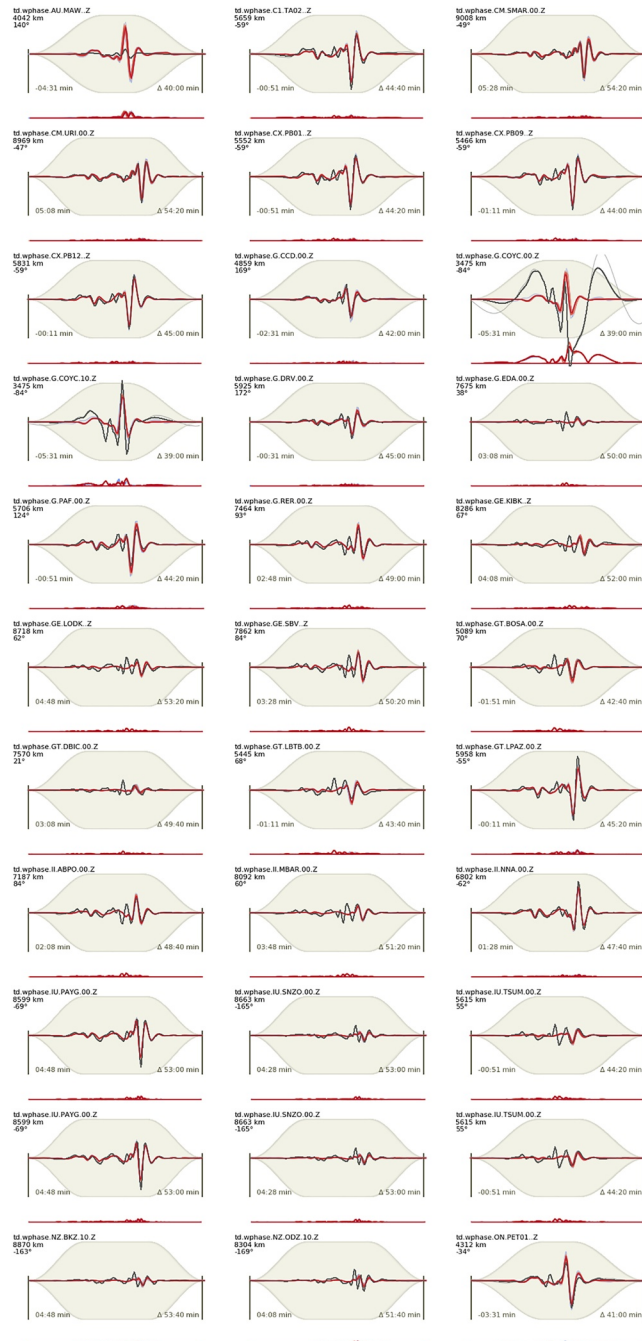 td.wphase.AU.MAW..Z
4042 km
140°
-04:31 min
Δ 40:00 min
td.wphase.C1.TA02..Z
5659 km
-59°
-00:51 min
Δ 44:40 min
td.wphase.CM.SMAR.00.Z
9008 km
-49°
05:28 min
Δ 54:20 min
td.wphase.CM.URI.00.Z
8969 km
-47°
05:08 min
Δ 54:20 min
td.wphase.CX.PB01..Z
5552 km
-59°
-00:51 min
Δ 44:20 min
td.wphase.CX.PB09..Z
5466 km
-59°
-01:11 min
Δ 44:00 min
td.wphase.CX.PB12..Z
5831 km
-59°
-00:11 min
Δ 45:00 min
td.wphase.G.CCD.00.Z
4859 km
169°
-02:31 min
Δ 42:00 min
td.wphase.G.COYC.00.Z
3475 km
-84°
-05:31 min
Δ 39:00 min
td.wphase.G.COYC.10.Z
3475 km
-84°
-05:31 min
Δ 39:00 min
td.wphase.G.DRV.00.Z
5925 km
172°
-00:31 min
Δ 45:00 min
td.wphase.G.EDA.00.Z
7675 km
38°
03:08 min
Δ 50:00 min
td.wphase.G.PAF.00.Z
5706 km
124°
-00:51 min
Δ 44:20 min
td.wphase.G.RER.00.Z
7464 km
93°
02:48 min
Δ 49:00 min
td.wphase.GE.KIBK..Z
8286 km
67°
04:08 min
Δ 52:00 min
td.wphase.GE.LODK..Z
8718 km
62°
04:48 min
Δ 53:20 min
td.wphase.GE.SBV..Z
7862 km
84°
03:28 min
Δ 50:20 min
td.wphase.GT.BOSA.00.Z
5089 km
70°
-01:51 min
Δ 42:40 min
td.wphase.GT.DBIC.00.Z
7570 km
21°
03:08 min
Δ 49:40 min
td.wphase.GT.LBTB.00.Z
5445 km
68°
-01:11 min
Δ 43:40 min
td.wphase.GT.LPAZ.00.Z
5958 km
-55°
-00:11 min
Δ 45:20 min
td.wphase.II.ABPO.00.Z
7187 km
84°
02:08 min
Δ 48:40 min
td.wphase.II.MBAR.00.Z
8092 km
60°
03:48 min
Δ 51:20 min
td.wphase.II.NNA.00.Z
6802 km
-62°
01:28 min
Δ 47:40 min
td.wphase.IU.PAYG.00.Z
8599 km
-69°
04:48 min
Δ 53:00 min
td.wphase.IU.SNZO.00.Z
8663 km
-165°
04:28 min
Δ 53:00 min
td.wphase.IU.TSUM.00.Z
5615 km
55°
-00:51 min
Δ 44:20 min
td.wphase.IU.PAYG.00.Z
8599 km
-69°
04:48 min
Δ 53:00 min
td.wphase.IU.SNZO.00.Z
8663 km
-165°
04:28 min
Δ 53:00 min
td.wphase.IU.TSUM.00.Z
5615 km
55°
-00:51 min
Δ 44:20 min
td.wphase.NZ.BKZ.10.Z
8870 km
-163°
04:48 min
Δ 53:40 min
td.wphase.NZ.ODZ.10.Z
8304 km
-169°
04:08 min
Δ 51:40 min
td.wphase.ON.PET01..Z
4312 km
-34°
-03:31 min
Δ 41:00 min